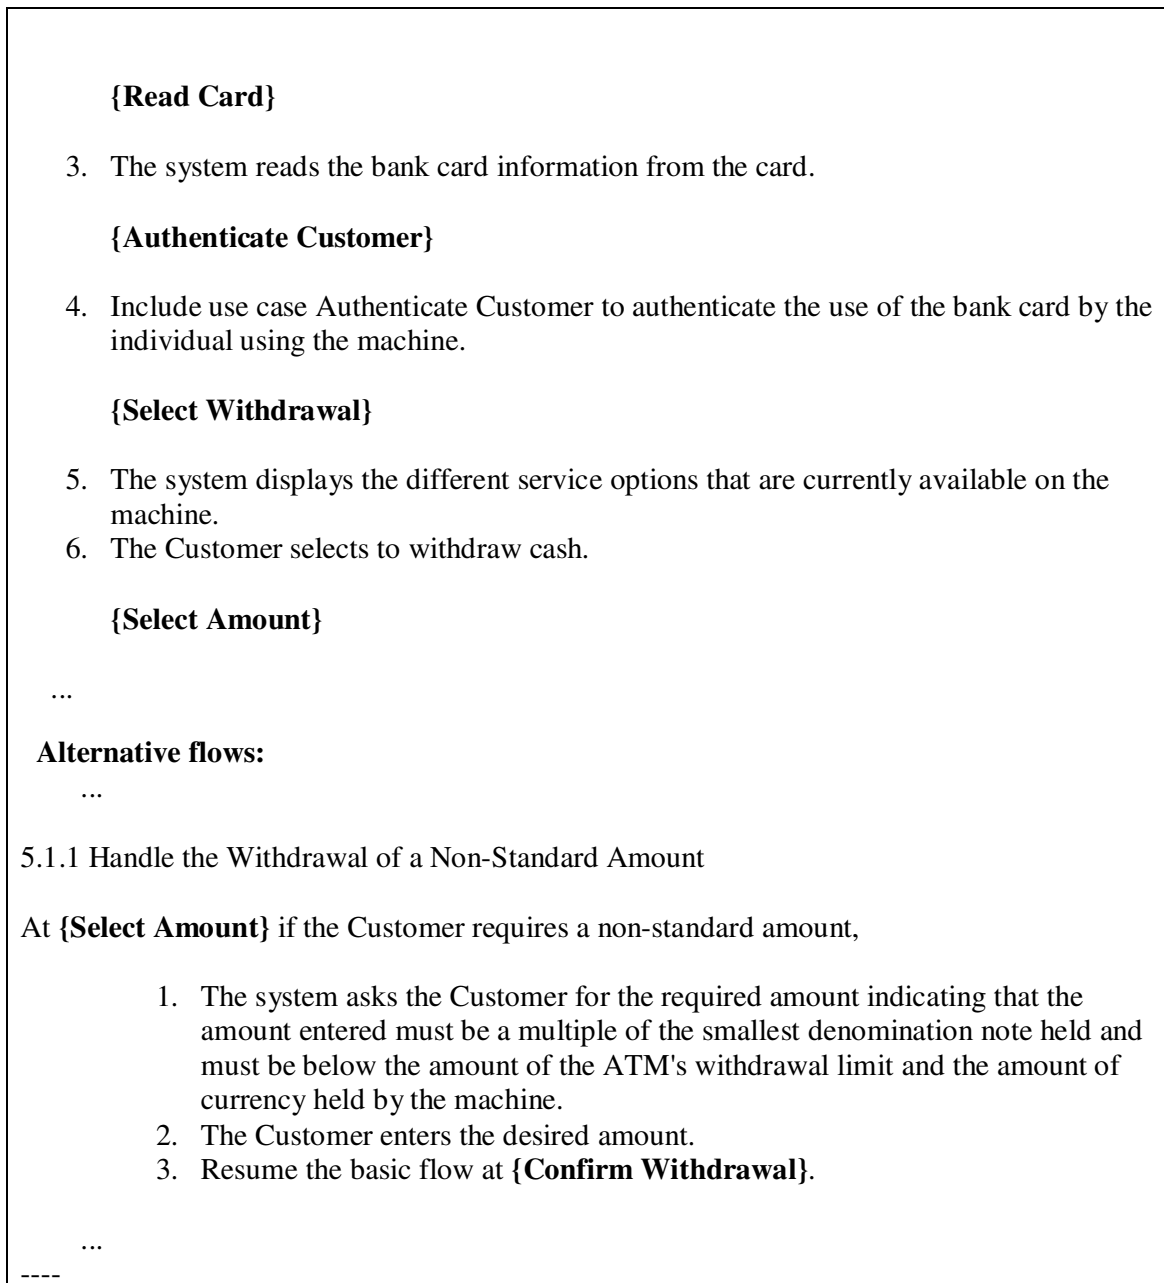 {Read Card}
3. The system reads the bank card information from the card.
{Authenticate Customer}
4. Include use case Authenticate Customer to authenticate the use of the bank card by the
individual using the machine.
{Select Withdrawal}
5. The system displays the different service options that are currently available on the
machine.
6. The Customer selects to withdraw cash.
{Select Amount}
...
Alternative flows:
...
5.1.1 Handle the Withdrawal of a Non-Standard Amount
At {Select Amount} if the Customer requires a non-standard amount,
1. The system asks the Customer for the required amount indicating that the
amount entered must be a multiple of the smallest denomination note held and
must be below the amount of the ATM's withdrawal limit and the amount of
currency held by the machine.
2. The Customer enters the desired amount.
3. Resume the basic flow at {Confirm Withdrawal}.
...
----